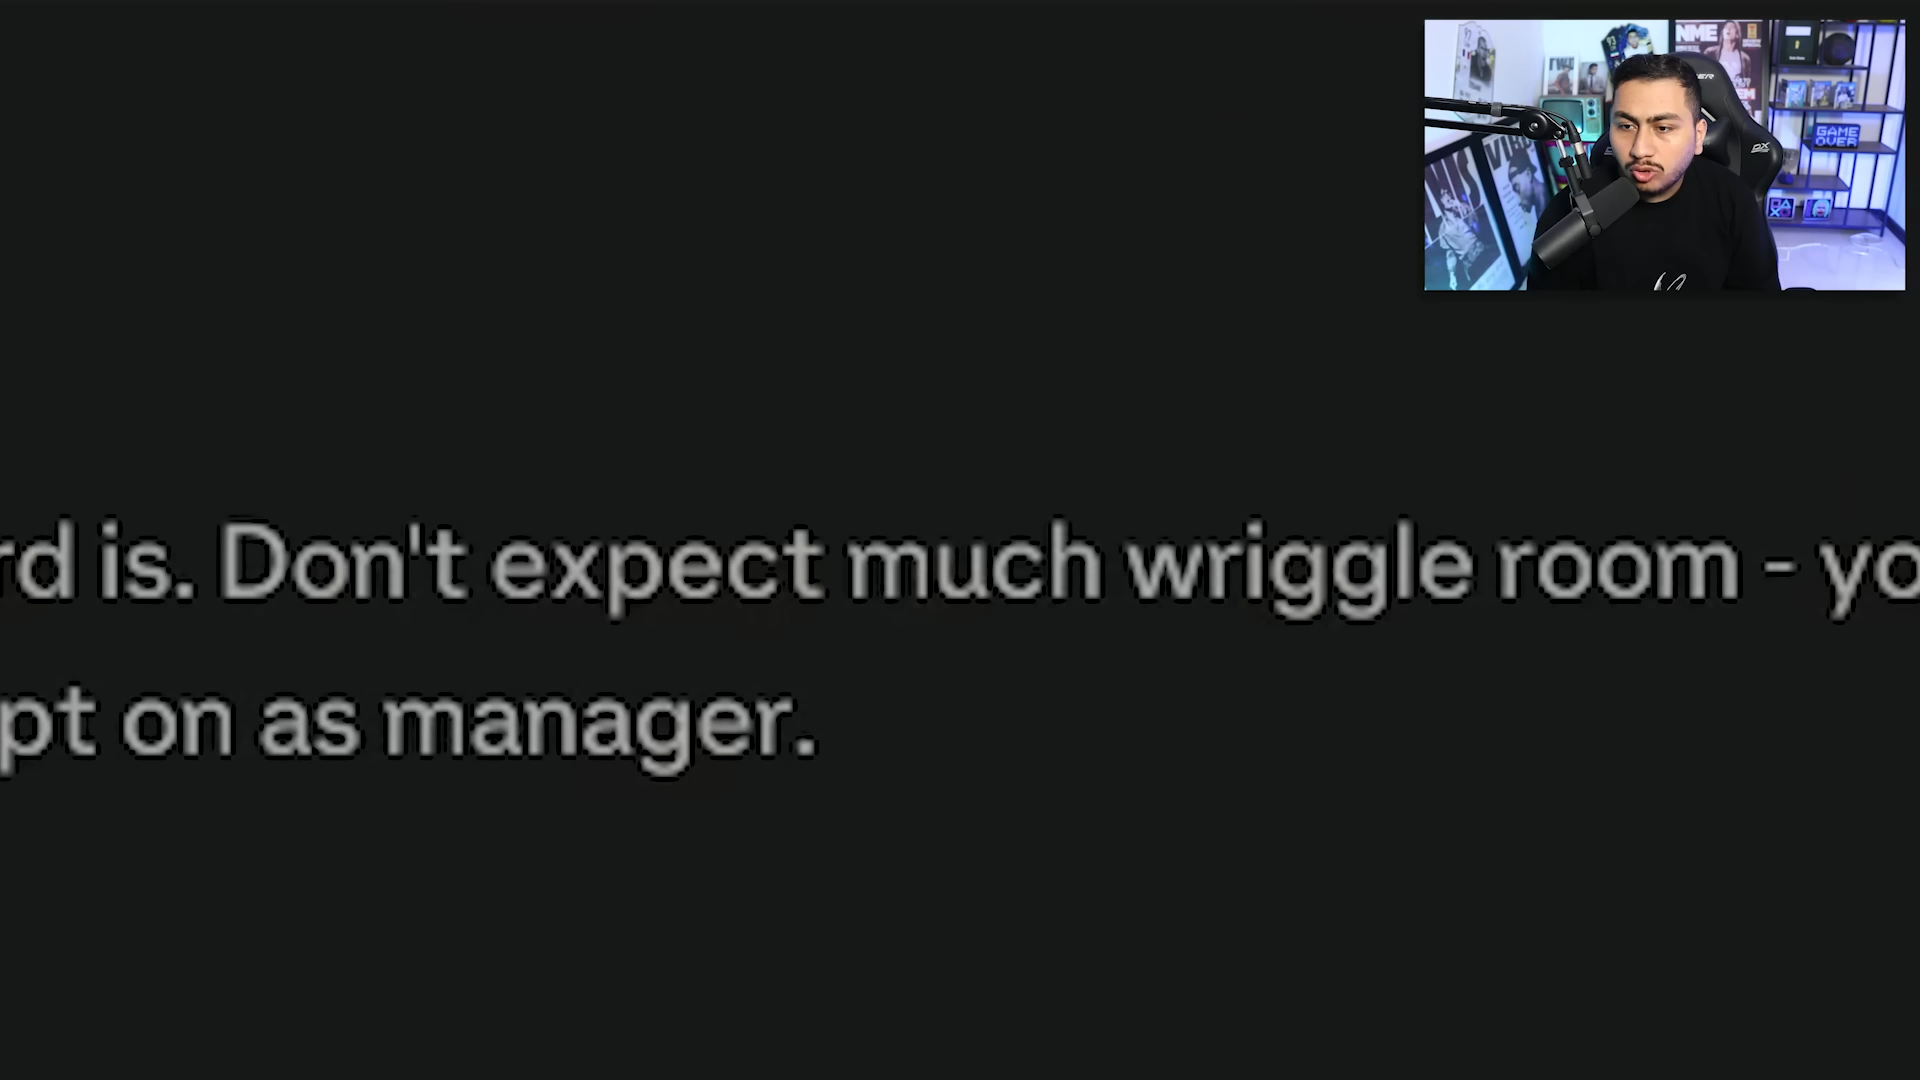 NME
GAME
OVER
rd is. Don't expect much wriggle room - yo
pt on as manager.